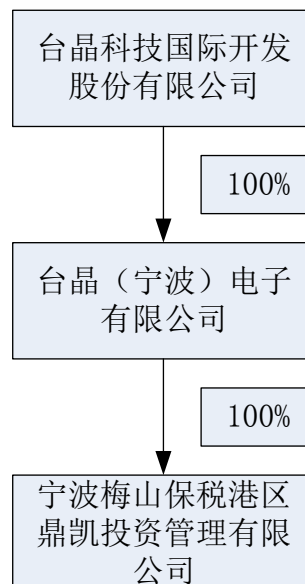 台晶科技国际开发
股份有限公司
100%
台晶（宁波）电子
有限公司
100%
宁波梅山保税港区
鼎凯投资管理有限
公司